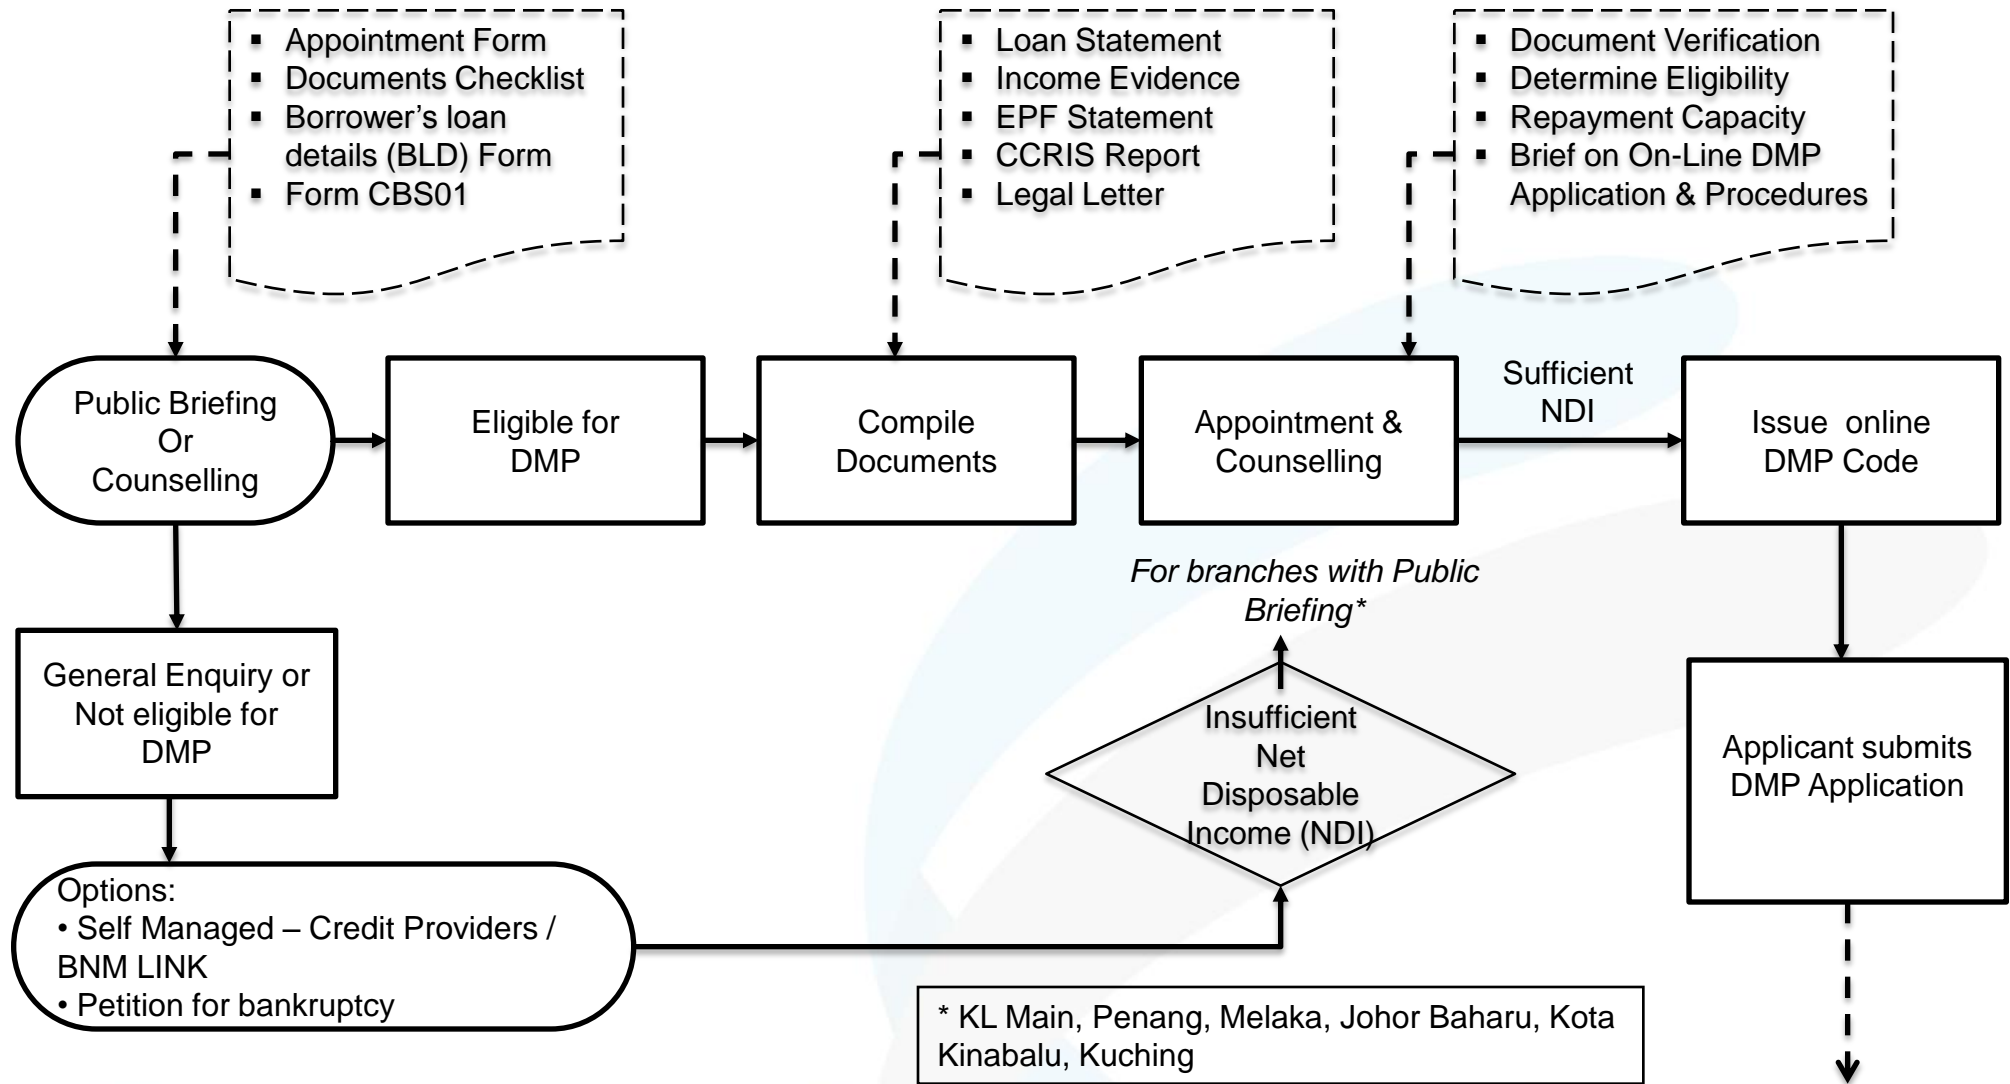 ▪ Appointment Form
▪ Documents Checklist
▪ Borrower’s loan
details (BLD) Form
▪ Form CBS01
▪ Loan Statement
▪ Income Evidence
▪ EPF Statement
▪ CCRIS Report
▪ Legal Letter
▪ Document Verification
▪ Determine Eligibility
▪ Repayment Capacity
▪ Brief on On-Line DMP
Application & Procedures
Public Briefing
Or
Counselling
Eligible for
DMP
Compile
Documents
Appointment &
Counselling
Sufficient
NDI
Issue online
DMP Code
For branches with Public
Briefing*
General Enquiry or
Not eligible for
DMP
Insufficient
Net
Disposable
Income (NDI)
Applicant submits
DMP Application
Options:
• Self Managed – Credit Providers /
BNM LINK
• Petition for bankruptcy
* KL Main, Penang, Melaka, Johor Baharu, Kota
Kinabalu, Kuching